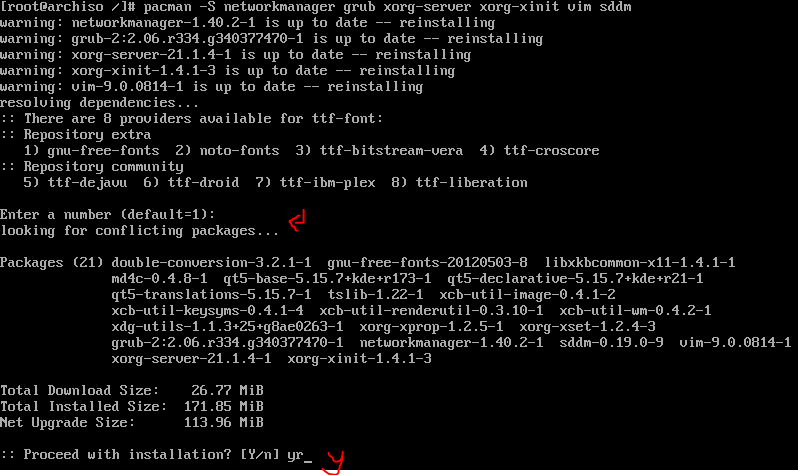 [root@archiso /]# pacman -S networkmanager grub xorg-server xorg-xinit vim sddm
warning: networkmanager-1.40.2-1 is up to date -- reinstalling
warning: grub-2:2.06.r334.g340377470-1 is up to date -- reinstalling
warning: xorg-server-21.1.4-1 is up to date -- reinstalling
warning: xorg-xinit-1.4.1-3 is up to date -- reinstalling
warning: vim-9.0.0814-1 is up to date -- reinstalling
resolving dependencies...
:: There are 8 providers available for ttf-font:
:: Repository extra
   1) gnu-free-fonts  2) noto-fonts  3) ttf-bitstream-vera  4) ttf-croscore
:: Repository community
   5) ttf-dejavu  6) ttf-droid  7) ttf-ibm-plex  8) ttf-liberation
Enter a number (default=1):
looking for conflicting packages...
Packages (21) double-conversion-3.2.1-1  gnu-free-fonts-20120503-8  libxkbcommon-x11-1.4.1-1
              md4c-0.4.8-1  qt5-base-5.15.7+kde+r173-1  qt5-declarative-5.15.7+kde+r21-1
              qt5-translations-5.15.7-1  tslib-1.22-1  xcb-util-image-0.4.1-2
              xcb-util-keysyms-0.4.1-4  xcb-util-renderutil-0.3.10-1  xcb-util-wm-0.4.2-1
              xdg-utils-1.1.3+25+g8ae0263-1  xorg-xprop-1.2.5-1  xorg-xset-1.2.4-3
              grub-2:2.06.r334.g340377470-1  networkmanager-1.40.2-1  sddm-0.19.0-9  vim-9.0.0814-1
              xorg-server-21.1.4-1  xorg-xinit-1.4.1-3
Total Download Size:    26.77 MiB
Total Installed Size:  171.85 MiB
Net Upgrade Size:      113.96 MiB
:: Proceed with installation? [Y/n] yr_
y